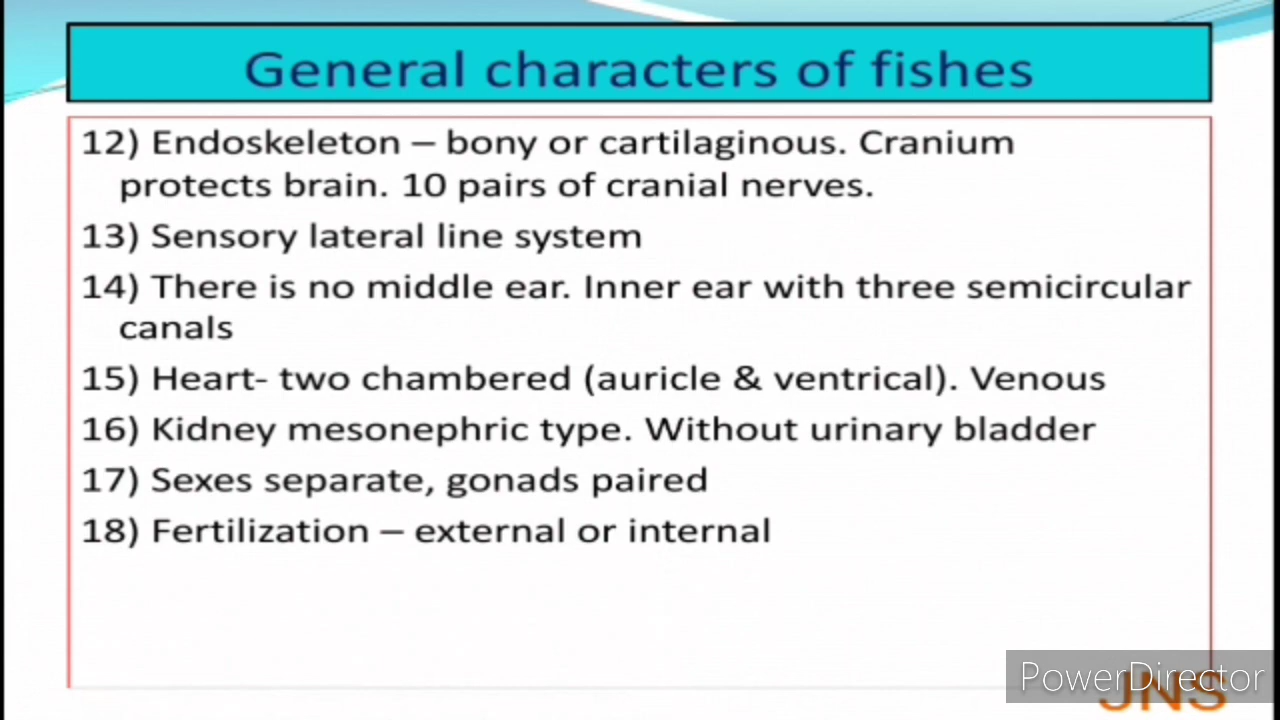 General characters of fishes
12) Endoskeleton – bony or cartilaginous. Cranium
protects brain. 10 pairs of cranial nerves.
13) Sensory lateral line system
14) There is no middle ear. Inner ear with three semicircular
canals
15) Heart- two chambered (auricle & ventrical). Venous
16) Kidney mesonephric type. Without urinary bladder
17) Sexes separate, gonads paired
18) Fertilization – external or internal
PowerDirector
JNS